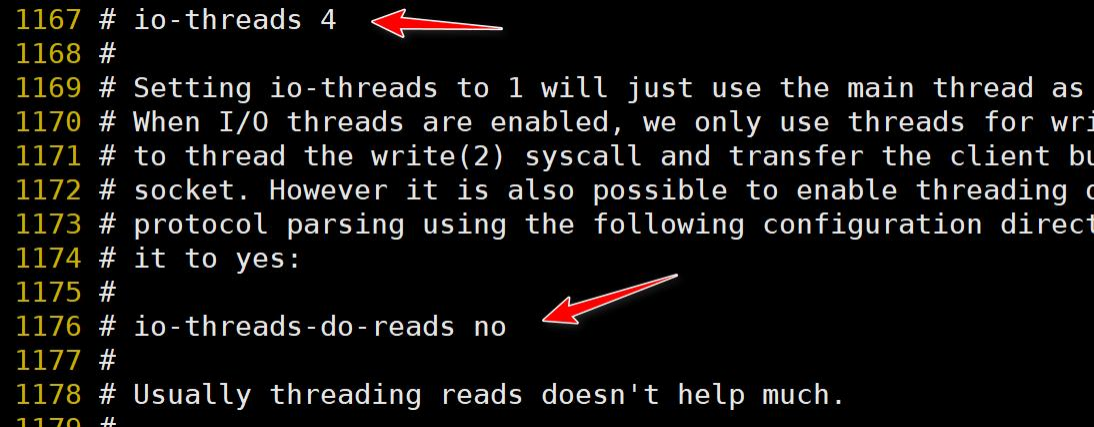 1167 # io-threads 4
1168 #
1169 # Setting io-threads to 1 will just use the main thread as
1170 # When I/O threads are enabled, we only use threads for wri
1171 # to thread the write(2) syscall and transfer the client bu
1172 # socket. However it is also possible to enable threading o
1173 # protocol parsing using the following configuration direct
1174 # it to yes:
1175 #
1176 # io-threads-do-reads no
1177 #
1178 # Usually threading reads doesn't help much.
1179 #